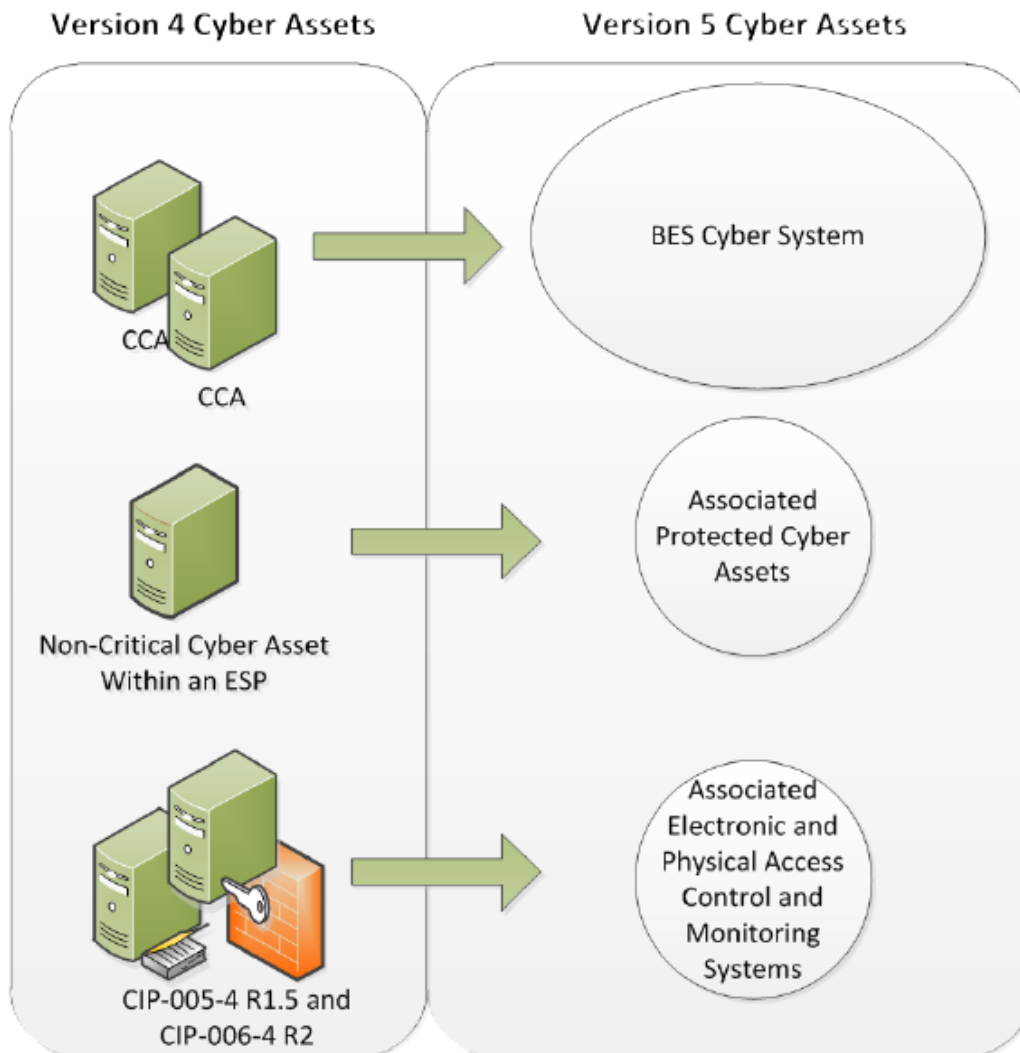 Version 4 Cyber Assets
Version 5 Cyber Assets
CCA
CCA
BES Cyber System
Non-Critical Cyber Asset
Within an ESP
Associated
Protected Cyber
Assets
CIP-005-4 R1.5 and
CIP-006-4 R2
Associated
Electronic and
Physical Access
Control and
Monitoring
Systems